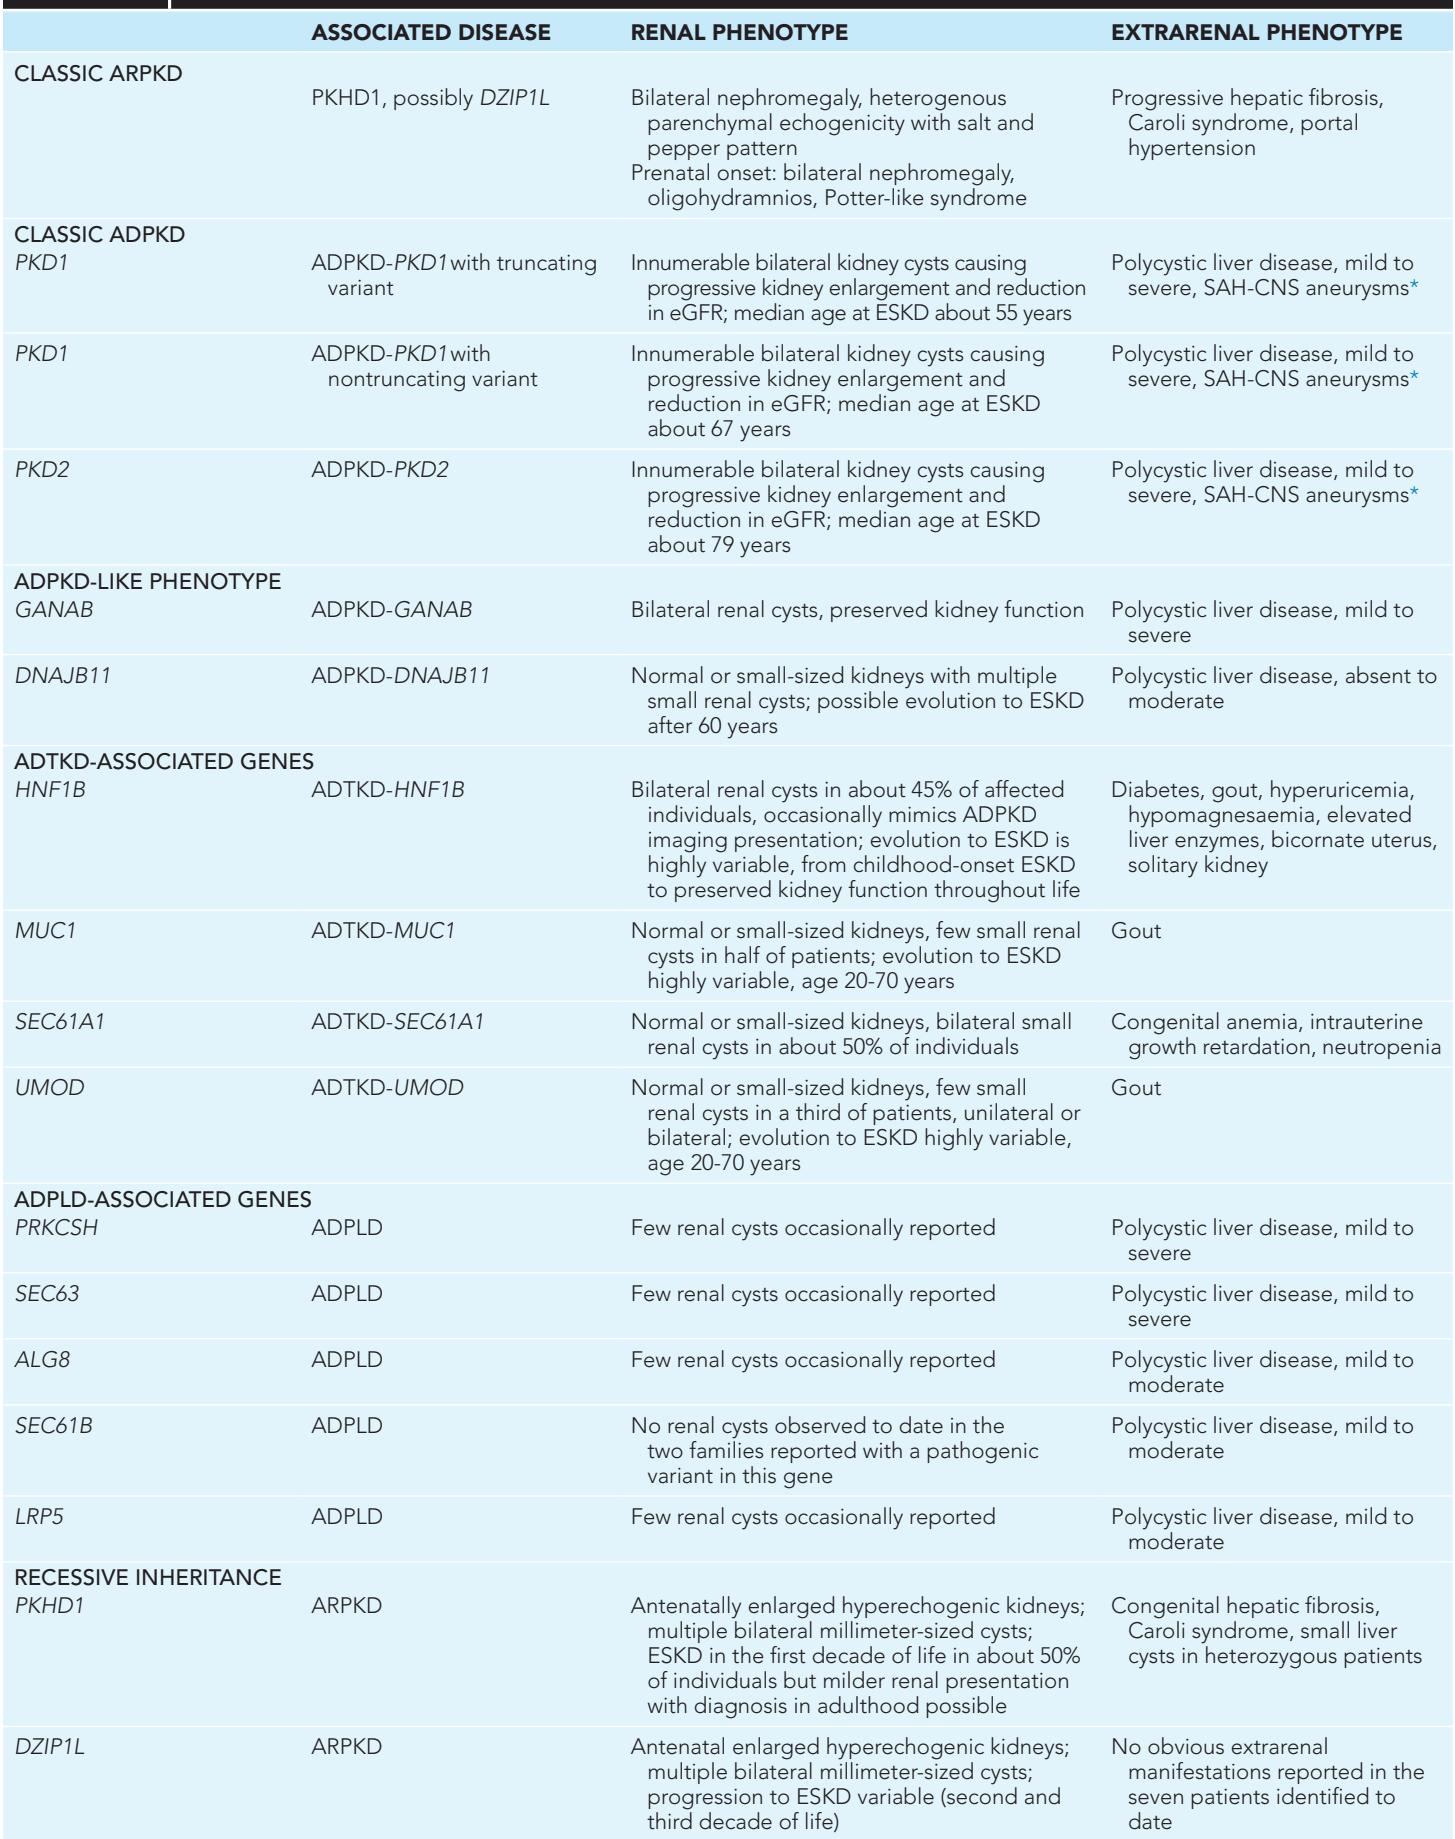 ASSOCIATED DISEASE RENAL PHENOTYPE EXTRARENAL PHENOTYPE
CLASSIC ARPKD
PKHD1, possibly DZIP1L
Bilateral nephromegaly, heterogenous
parenchymal echogenicity with salt and
pepper pattern
Prenatal onset: bilateral nephromegaly,
oligohydramnios, Potter-like syndrome
Progressive hepatic fibrosis,
Caroli syndrome, portal
hypertension
CLASSIC ADPKD
PKD1
ADPKD-PKD1 with truncating
variant
Innumerable bilateral kidney cysts causing
progressive kidney enlargement and reduction
in eGFR; median age at ESKD about 55 years
Polycystic liver disease, mild to
severe, SAH-CNS aneurysms*
PKD1
ADPKD-PKD1 with
nontruncating variant
Innumerable bilateral kidney cysts causing
progressive kidney enlargement and
reduction in eGFR; median age at ESKD
about 67 years
Polycystic liver disease, mild to
severe, SAH-CNS aneurysms*
PKD2
ADPKD-PKD2
Innumerable bilateral kidney cysts causing
progressive kidney enlargement and
reduction in eGFR; median age at ESKD
about 79 years
Polycystic liver disease, mild to
severe, SAH-CNS aneurysms*
ADPKD-LIKE PHENOTYPE
GANAB
ADPKD-GANAB
Bilateral renal cysts, preserved kidney function
Polycystic liver disease, mild to
severe
DNAJB11
ADPKD-DNAJB11
Normal or small-sized kidneys with multiple
small renal cysts; possible evolution to ESKD
after 60 years
Polycystic liver disease, absent to
moderate
ADTKD-ASSOCIATED GENES
HNF1B
ADTKD-HNF1B
Bilateral renal cysts in about 45% of affected
individuals, occasionally mimics ADPKD
imaging presentation; evolution to ESKD is
highly variable, from childhood-onset ESKD
to preserved kidney function throughout life
Diabetes, gout, hyperuricemia,
hypomagnesaemia, elevated
liver enzymes, bicornate uterus,
solitary kidney
MUC1
ADTKD-MUC1
Normal or small-sized kidneys, few small renal
cysts in half of patients; evolution to ESKD
highly variable, age 20-70 years
Gout
SEC61A1
ADTKD-SEC61A1
Normal or small-sized kidneys, bilateral small
renal cysts in about 50% of individuals
Congenital anemia, intrauterine
growth retardation, neutropenia
UMOD
ADTKD-UMOD
Normal or small-sized kidneys, few small
renal cysts in a third of patients, unilateral or
bilateral; evolution to ESKD highly variable,
age 20-70 years
Gout
ADPLD-ASSOCIATED GENES
PRKCSH
ADPLD
Few renal cysts occasionally reported
Polycystic liver disease, mild to
severe
SEC63
ADPLD
Few renal cysts occasionally reported
Polycystic liver disease, mild to
severe
ALG8
ADPLD
Few renal cysts occasionally reported
Polycystic liver disease, mild to
moderate
SEC61B
ADPLD
No renal cysts observed to date in the
two families reported with a pathogenic
variant in this gene
Polycystic liver disease, mild to
moderate
LRP5
ADPLD
Few renal cysts occasionally reported
Polycystic liver disease, mild to
moderate
RECESSIVE INHERITANCE
PKHD1
ARPKD
Antenatally enlarged hyperechogenic kidneys;
multiple bilateral millimeter-sized cysts;
ESKD in the first decade of life in about 50%
of individuals but milder renal presentation
with diagnosis in adulthood possible
Congenital hepatic fibrosis,
Caroli syndrome, small liver
cysts in heterozygous patients
DZIP1L
ARPKD
Antenatal enlarged hyperechogenic kidneys;
multiple bilateral millimeter-sized cysts;
progression to ESKD variable (second and
third decade of life)
No obvious extrarenal
manifestations reported in the
seven patients identified to
date